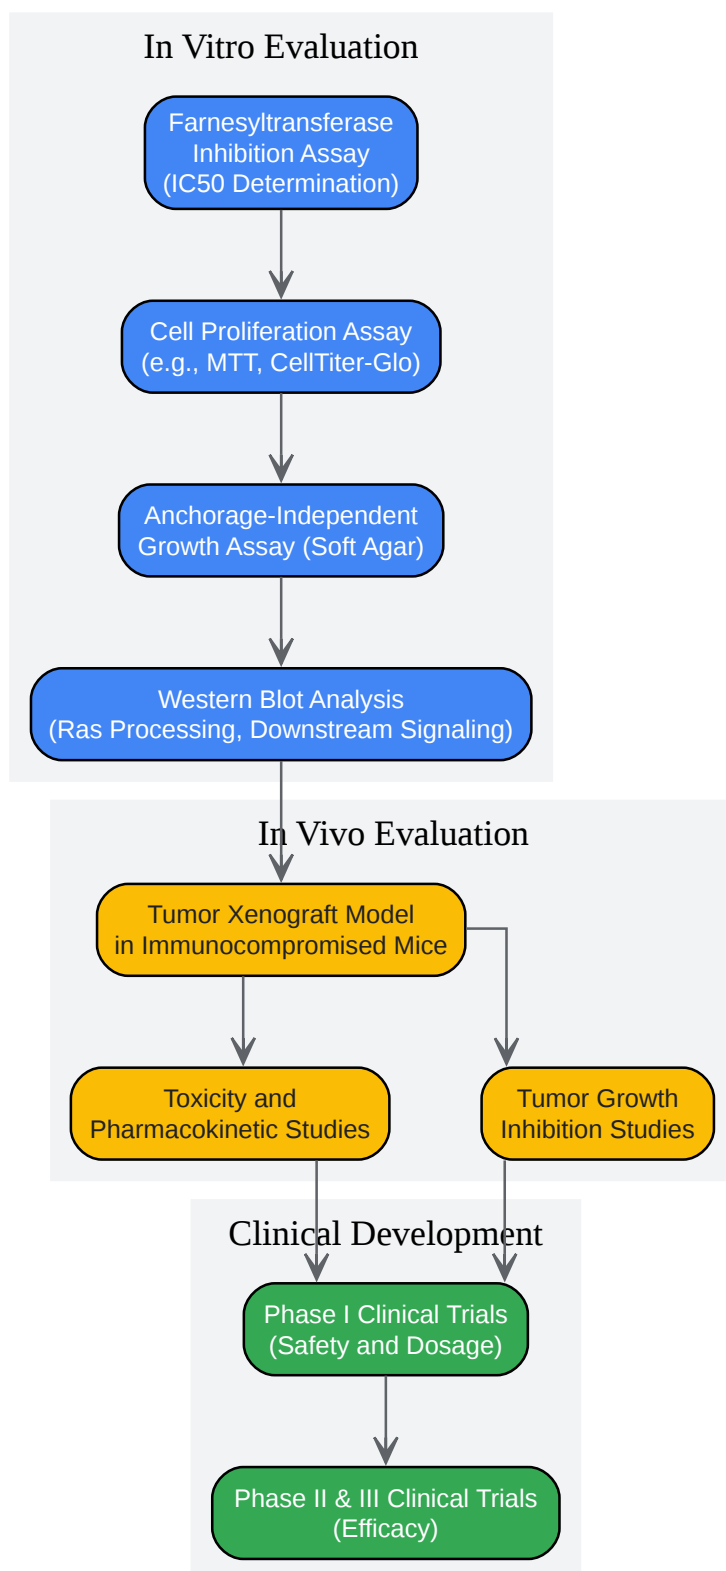 In Vitro Evaluation
Farnesyltransferase
Inhibition Assay
(IC50 Determination)
Cell Proliferation Assay
(e.g., MTT, CellTiter-Glo)
Anchorage-Independent
Growth Assay (Soft Agar)
Western Blot Analysis
(Ras Processing, Downstream Signaling)
In Vivo Evaluation
Tumor Xenograft Model
in Immunocompromised Mice
Toxicity and
Pharmacokinetic Studies
Tumor Growth
Inhibition Studies
Clinical Development
Phase I Clinical Trials
(Safety and Dosage)
Phase II & III Clinical Trials
(Efficacy)